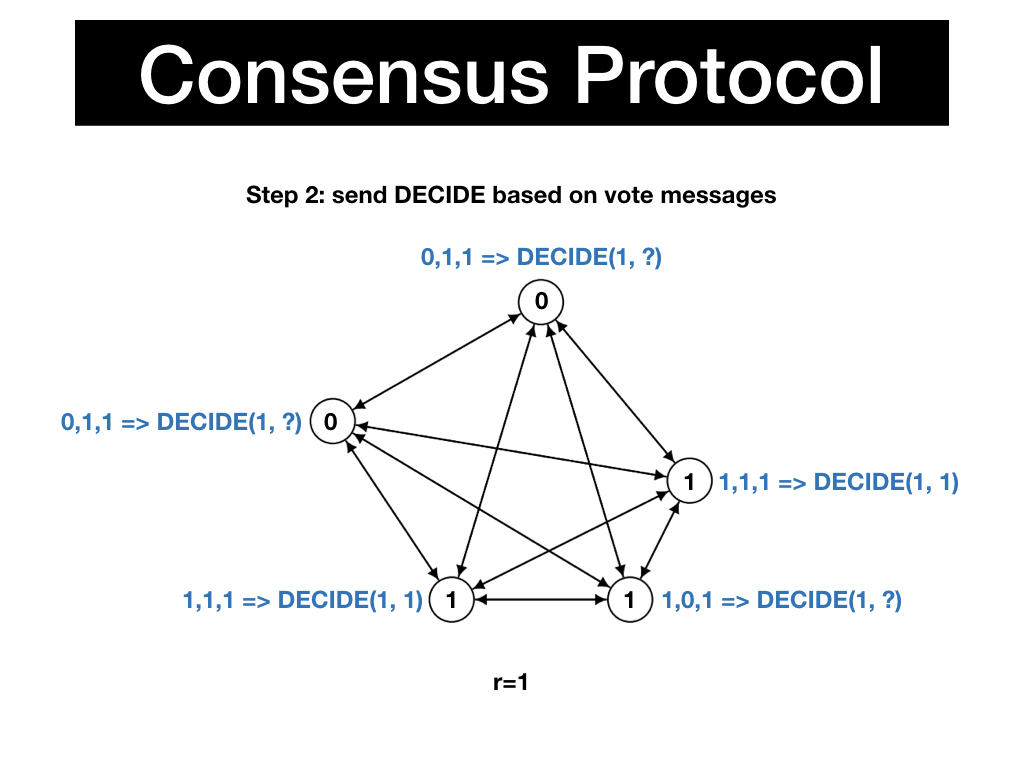 Consensus Protocol
Step 2: send DECIDE based on vote messages
0,1,1 => DECIDE(1, ?)
0
0,1,1 => DECIDE(1, ?)
0
1
1,1,1 => DECIDE(1, 1)
1,1,1 => DECIDE(1, 1)
1
1
1,0,1 => DECIDE(1, ?)
r=1